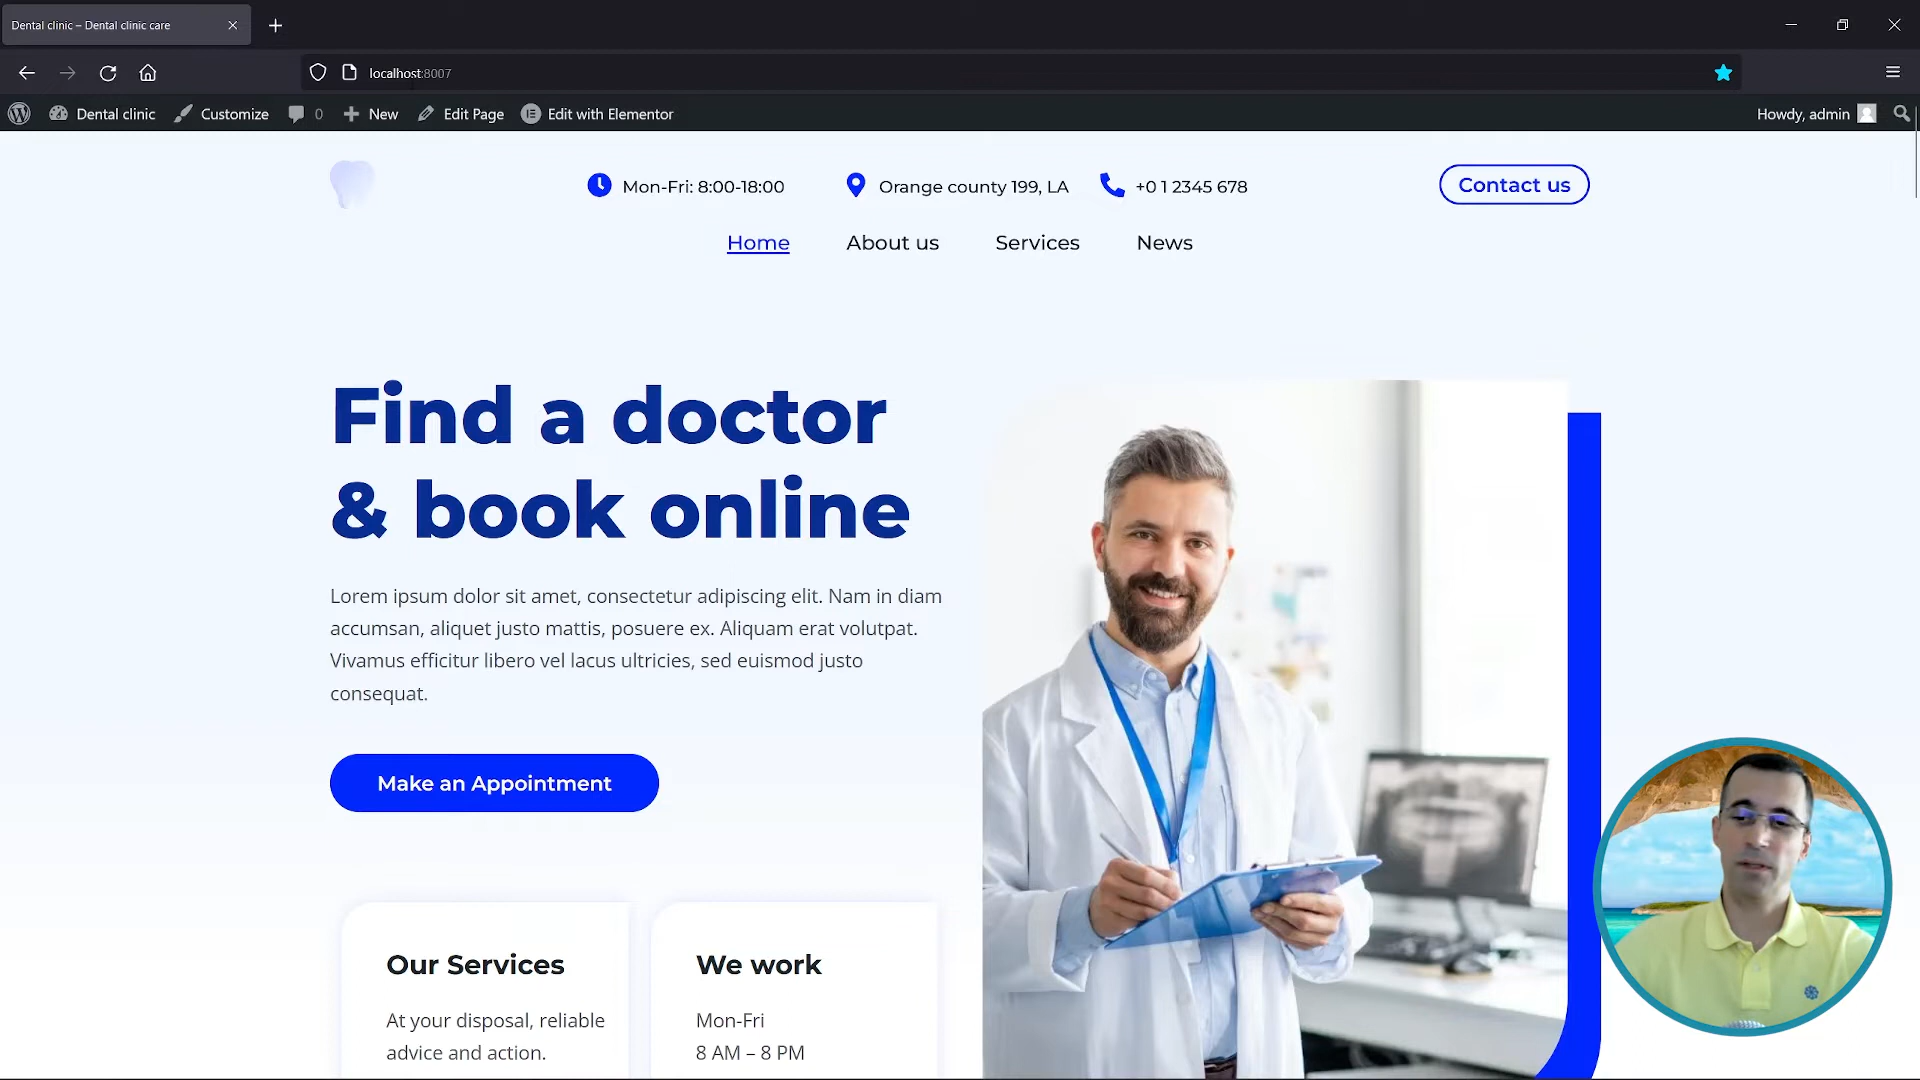 Dental clinic – Dental clinic care
localhost:8007
Dental clinic Customize 0 New Edit Page Edit with Elementor Howdy, admin
Mon-Fri: 8:00-18:00 Orange county 199, LA +0 1 2345 678 Contact us
Home About us Services News
Find a doctor
& book online
Lorem ipsum dolor sit amet, consectetur adipiscing elit. Nam in diam
accumsan, aliquet justo mattis, posuere ex. Aliquam erat volutpat.
Vivamus efficitur libero vel lacus ultricies, sed euismod justo
consequat.
Make an Appointment
Our Services
At your disposal, reliable
advice and action.
We work
Mon-Fri
8 AM – 8 PM